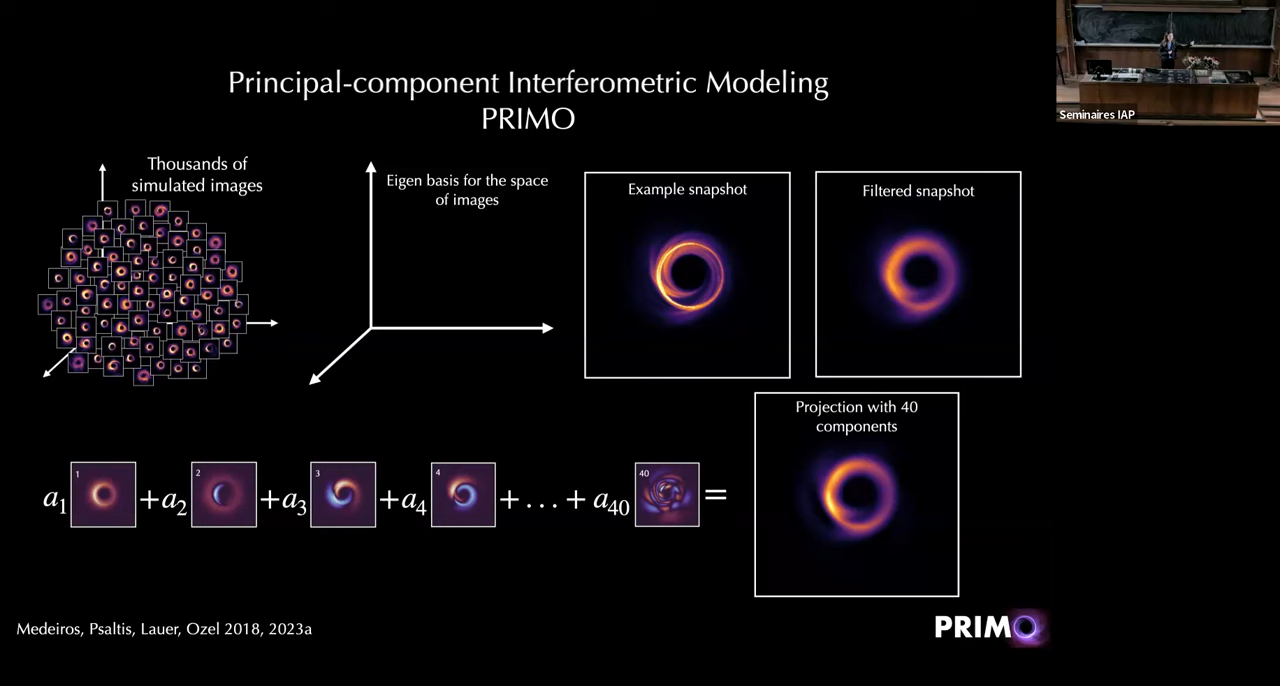 Principal-component Interferometric Modeling
PRIMO
Seminaires IAP
Thousands of
simulated images
Eigen basis for the space
of images
Example snapshot
Filtered snapshot
Projection with 40
components
1
2
3
4
40
a₁ + a₂ + a₃ + a₄ + . . . + a₄₀ =
Medeiros, Psaltis, Lauer, Ozel 2018, 2023a
PRIMO